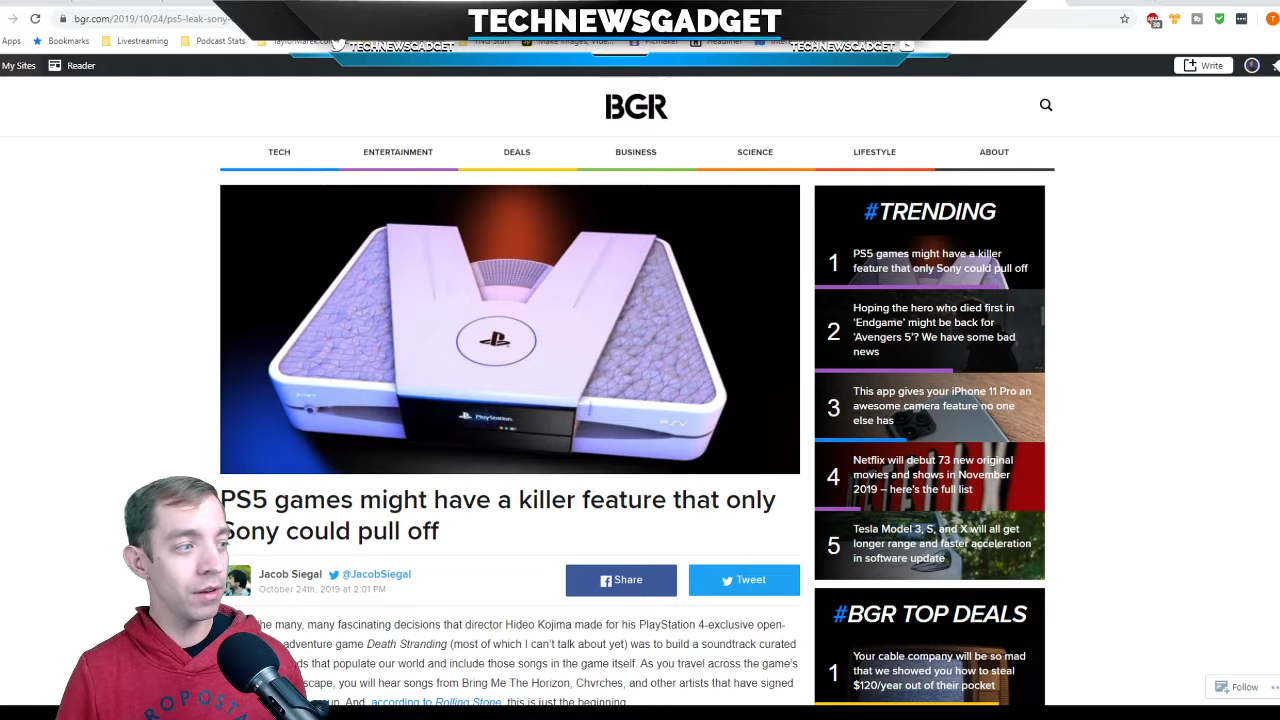 TECHNEWSGADGET
bgr.com/2019/10/24/ps5-leak-sony-
30
T
Apps
Bookmarks
Livestreaming
Podcast Stats
TECHNEWSGADGET
TECHNEWSGADGET
My Sites
Reader
Write
BGR
TECH
ENTERTAINMENT
DEALS
BUSINESS
SCIENCE
LIFESTYLE
ABOUT
PlayStation
#TRENDING
1
PS5 games might have a killer
feature that only Sony could pull off
2
Hoping the hero who died first in
'Endgame' might be back for
'Avengers 5'? We have some bad
news
3
This app gives your iPhone 11 Pro an
awesome camera feature no one
else has
4
Netflix will debut 73 new original
movies and shows in November
2019 – here's the full list
5
Tesla Model 3, S, and X will all get
longer range and faster acceleration
in software update
PS5 games might have a killer feature that only
Sony could pull off
Jacob Siegal @JacobSiegal
October 24th, 2019 at 2:01 PM
Share
Tweet
he many, many fascinating decisions that director Hideo Kojima made for his PlayStation 4-exclusive open-
adventure game Death Stranding (most of which I can't talk about yet) was to build a soundtrack curated
ds that populate our world and include those songs in the game itself. As you travel across the game's
scape, you will hear songs from Bring Me The Horizon, Chvrches, and other artists that have signed
up. And, according to Rolling Stone, this is just the beginning.
#BGR TOP DEALS
1
Your cable company will be so mad
that we showed you how to steal
$120/year out of their pocket
Follow
ROPOS